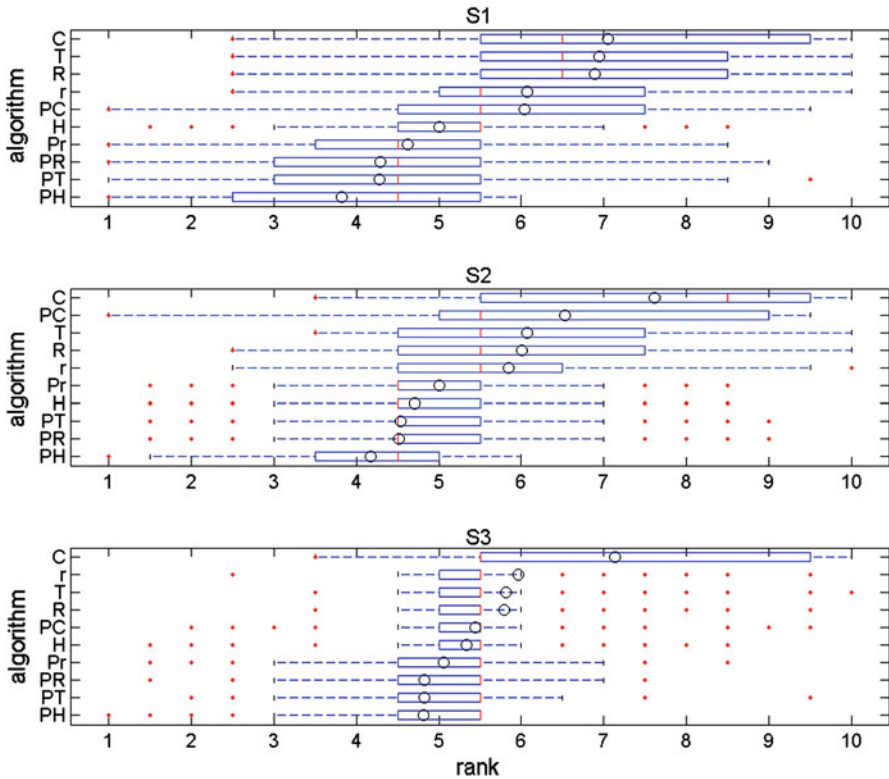 S1
C
T
R
r
PC
H
Pr
PR
PT
PH
algorithm
1 2 3 4 5 6 7 8 9 10
S2
C
PC
T
R
r
Pr
H
PT
PR
PH
algorithm
1 2 3 4 5 6 7 8 9 10
S3
C
r
T
R
PC
H
Pr
PR
PT
PH
algorithm
1 2 3 4 5 6 7 8 9 10
rank